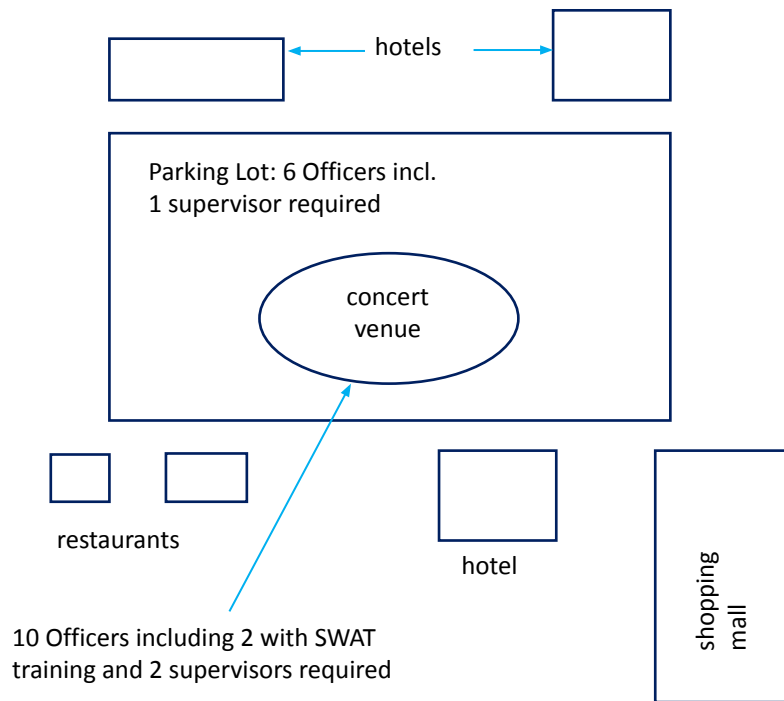 hotels
Parking Lot: 6 Officers incl.
1 supervisor required
concert
venue
restaurants
hotel
shopping
mall
10 Officers including 2 with SWAT
training and 2 supervisors required